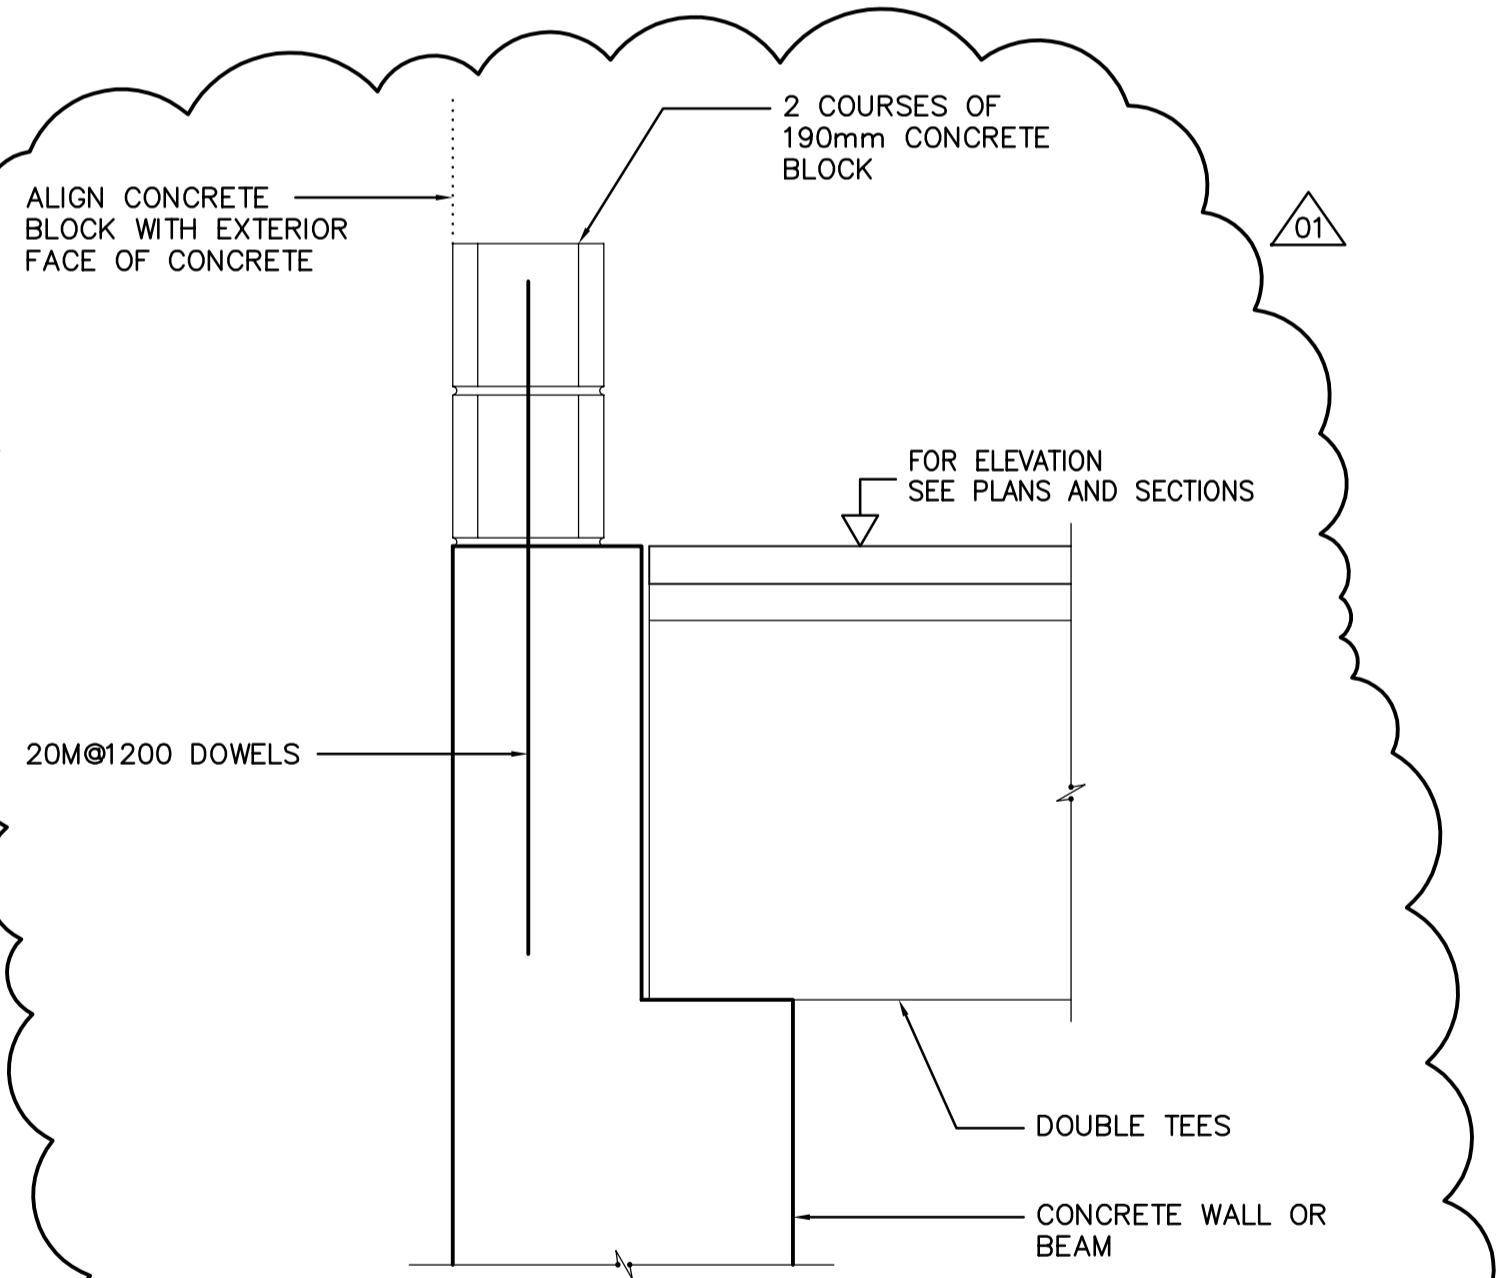 2 COURSES OF
190mm CONCRETE
BLOCK
ALIGN CONCRETE
BLOCK WITH EXTERIOR
FACE OF CONCRETE
01
FOR ELEVATION
SEE PLANS AND SECTIONS
20M@1200 DOWELS
DOUBLE TEES
CONCRETE WALL OR
BEAM